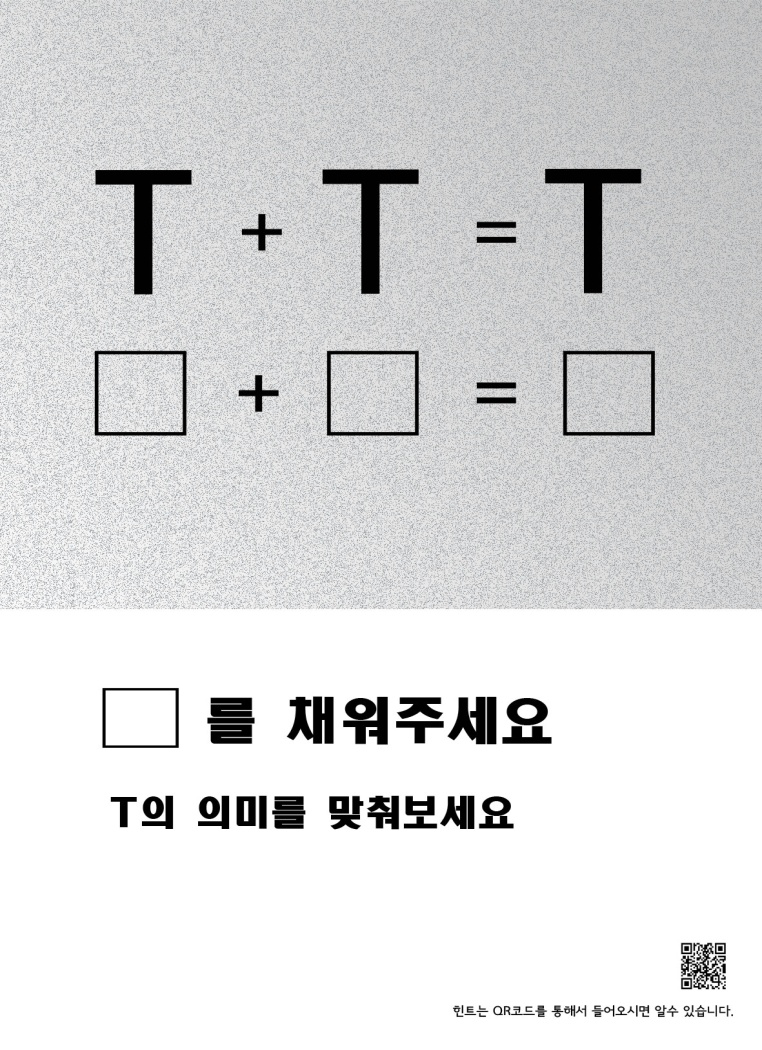 T + T = T
□ + □ = □
□ 를 채워주세요
T의 의미를 맞춰보세요
힌트는 QR코드를 통해서 들어오시면 알수 있습니다.